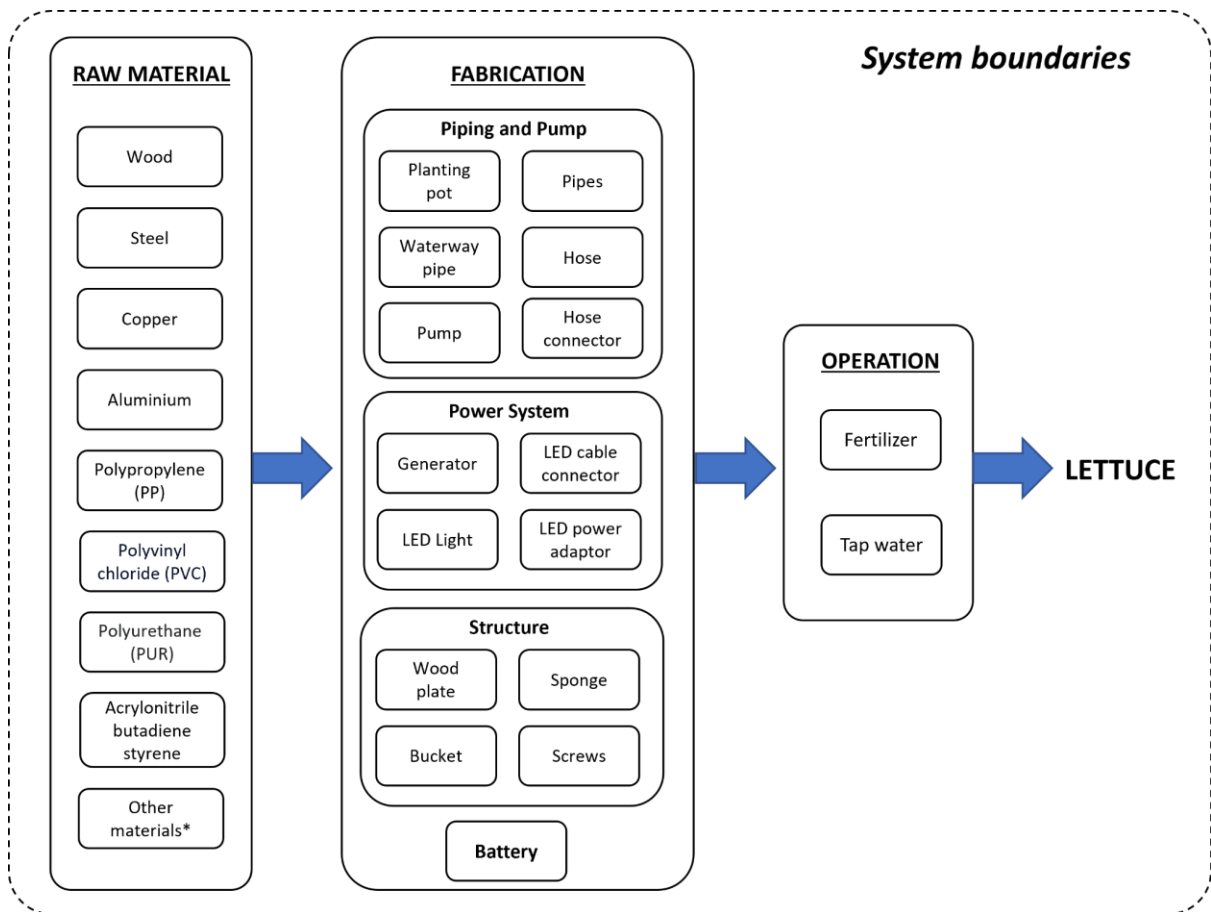 System boundaries
RAW MATERIAL
Wood
Steel
Copper
Aluminium
Polypropylene
(PP)
Polyvinyl
chloride (PVC)
Polyurethane
(PUR)
Acrylonitrile
butadiene
styrene
Other
materials*
FABRICATION
Piping and Pump
Planting
pot
Pipes
Waterway
pipe
Hose
Pump
Hose
connector
Power System
Generator
LED cable
connector
LED Light
LED power
adaptor
Structure
Wood
plate
Sponge
Bucket
Screws
Battery
OPERATION
Fertilizer
Tap water
LETTUCE